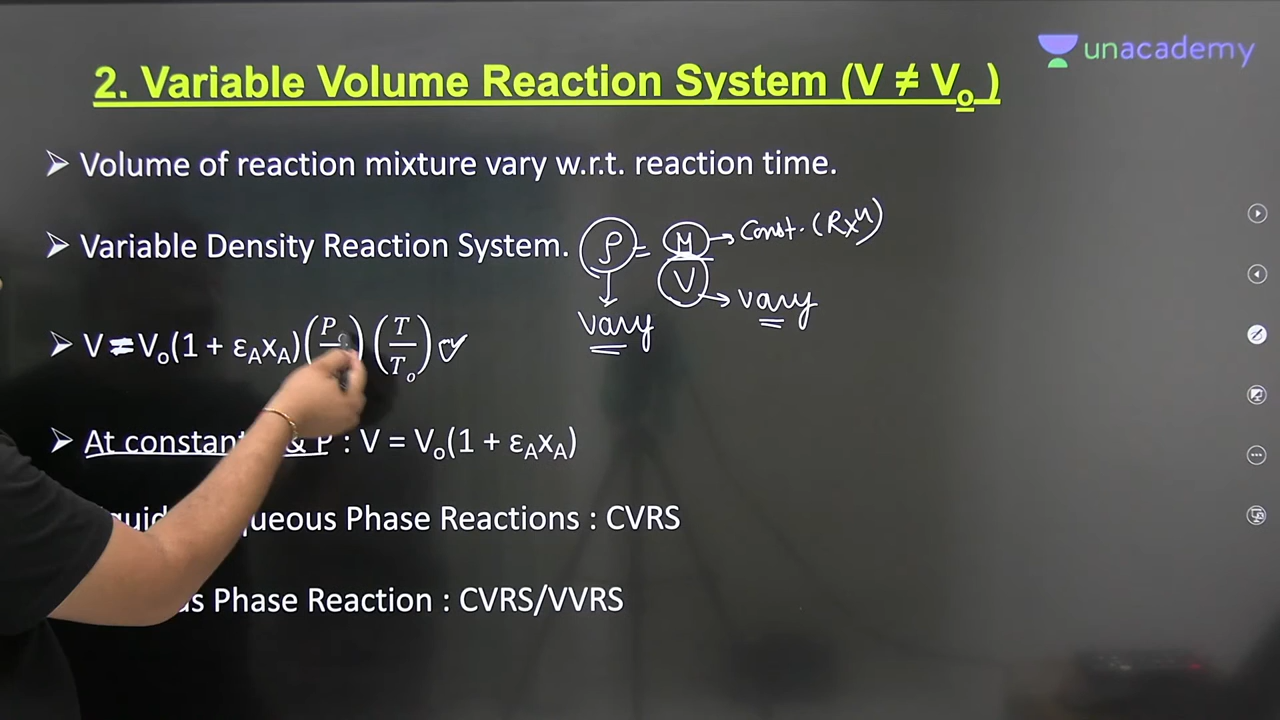 unacademy
2. Variable Volume Reaction System (V ≠ Vo )
➢ Volume of reaction mixture vary w.r.t. reaction time.
➢ Variable Density Reaction System. ρ = M/V
→ Const. (Rxn)
→ vary
vary
➢ V = Vo(1 + εAxA)(Po/ )(T/To)
➢ At constant & P : V = Vo(1 + εAxA)
Phase Reactions : CVRS
Phase Reaction : CVRS/VVRS